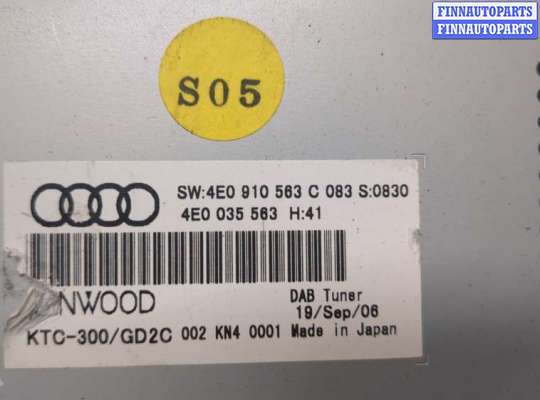 FINNAUTOPARTS
FINNAUTOPARTS
S05
SW:4E0 910 563 C 083 S:0830
4E0 035 563 H:41
NWOOD
DAB Tuner
19/Sep/06
KTC-300/GD2C 002 KN4 0001 Made in Japan